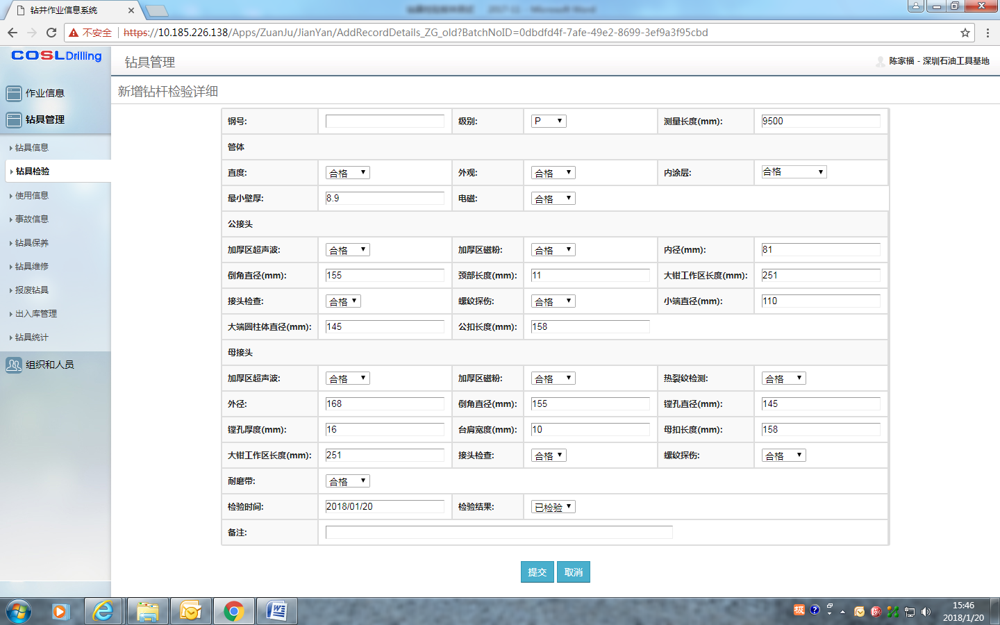 钻井作业信息系统
不安全 https://10.185.226.138/Apps/ZuanJu/JianYan/AddRecordDetails_ZG_old?BatchNoID=0dbdfd4f-7afe-49e2-8699-3ef9a3f95cbd
COSL Drilling
钻具管理
陈家福 - 深圳石油工具基地
作业信息
钻具管理
钻具信息
钻具检验
使用信息
事故信息
钻具保养
钻具维修
报废钻具
出入库管理
钻具统计
组织和人员
新增钻杆检验详细
钢号: 级别: P 测量长度(mm): 9500
管体
直度: 合格 外观: 合格 内涂层: 合格
最小壁厚: 8.9 电磁: 合格
公接头
加厚区超声波: 合格 加厚区磁粉: 合格 内径(mm): 81
倒角直径(mm): 155 颈部长度(mm): 11 大钳工作区长度(mm): 251
接头检查: 合格 螺纹探伤: 合格 小端直径(mm): 110
大端圆柱体直径(mm): 145 公扣长度(mm): 158
母接头
加厚区超声波: 合格 加厚区磁粉: 合格 热裂纹检测: 合格
外径: 168 倒角直径(mm): 155 镗孔直径(mm): 145
镗孔厚度(mm): 16 台肩宽度(mm): 10 母扣长度(mm): 158
大钳工作区长度(mm): 251 接头检查: 合格 螺纹探伤: 合格
耐磨带: 合格
检验时间: 2018/01/20 检验结果: 已检验
备注:
提交 取消
极
15:46
2018/1/20